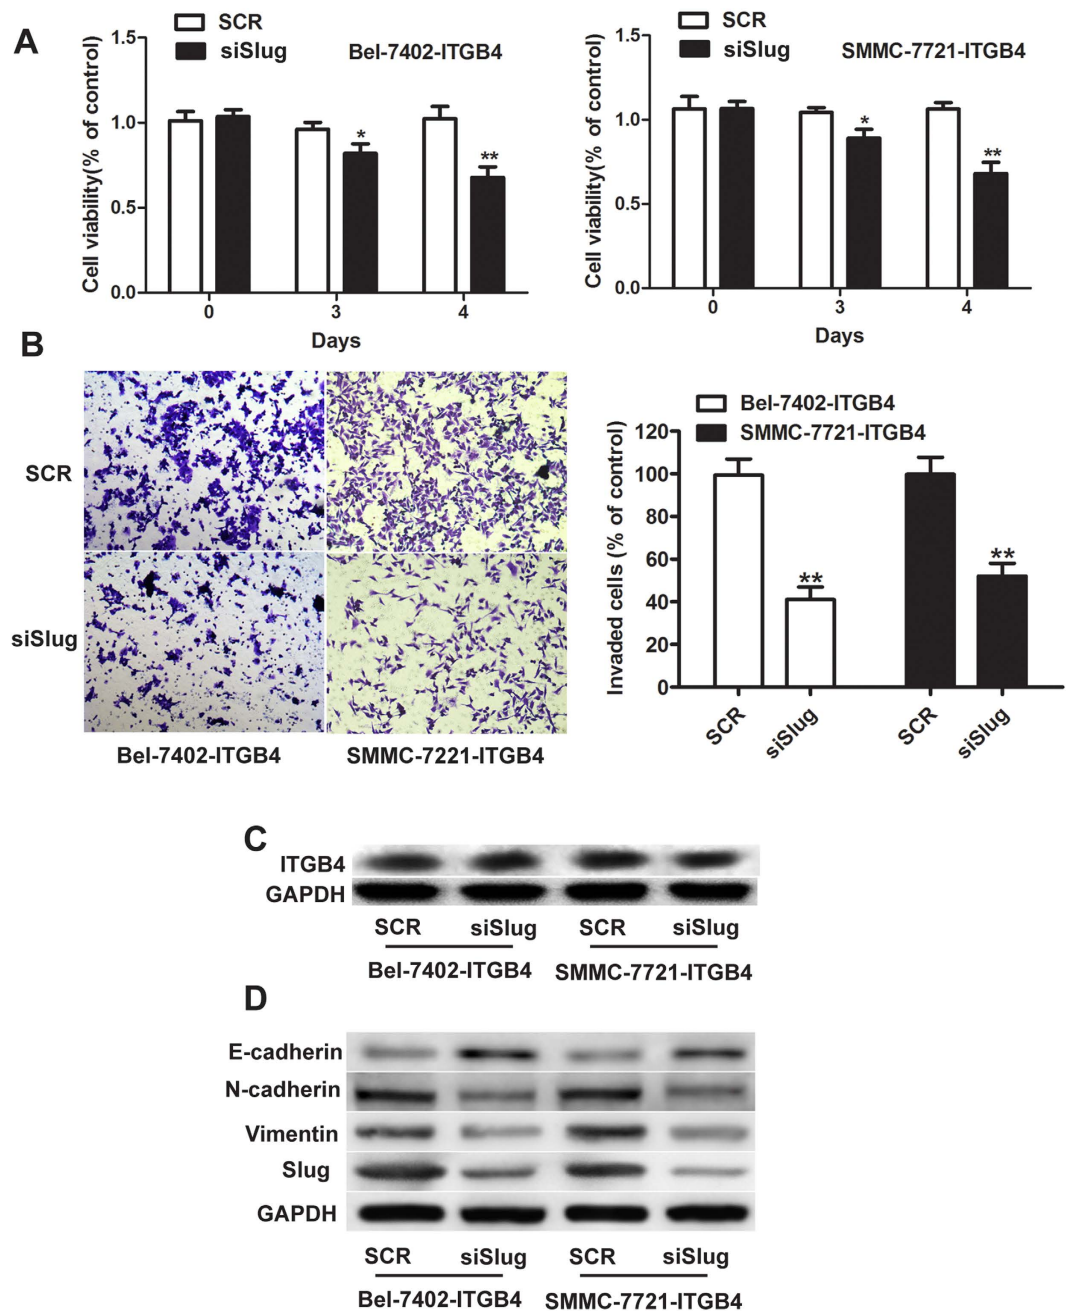 A
SCR
siSlug
Bel-7402-ITGB4
Cell viability(% of control)
1.5
1.0
0.5
0.0
*
**
0
3
4
Days
SCR
siSlug
SMMC-7721-ITGB4
Cell viability(% of control)
1.5
1.0
0.5
0.0
*
**
0
3
4
Days
B
SCR
siSlug
Bel-7402-ITGB4
SMMC-7221-ITGB4
Bel-7402-ITGB4
SMMC-7721-ITGB4
Invaded cells (% of control)
120
100
80
60
40
20
0
**
**
SCR
siSlug
SCR
siSlug
C
ITGB4
GAPDH
SCR siSlug SCR siSlug
Bel-7402-ITGB4 SMMC-7721-ITGB4
D
E-cadherin
N-cadherin
Vimentin
Slug
GAPDH
SCR siSlug SCR siSlug
Bel-7402-ITGB4 SMMC-7721-ITGB4